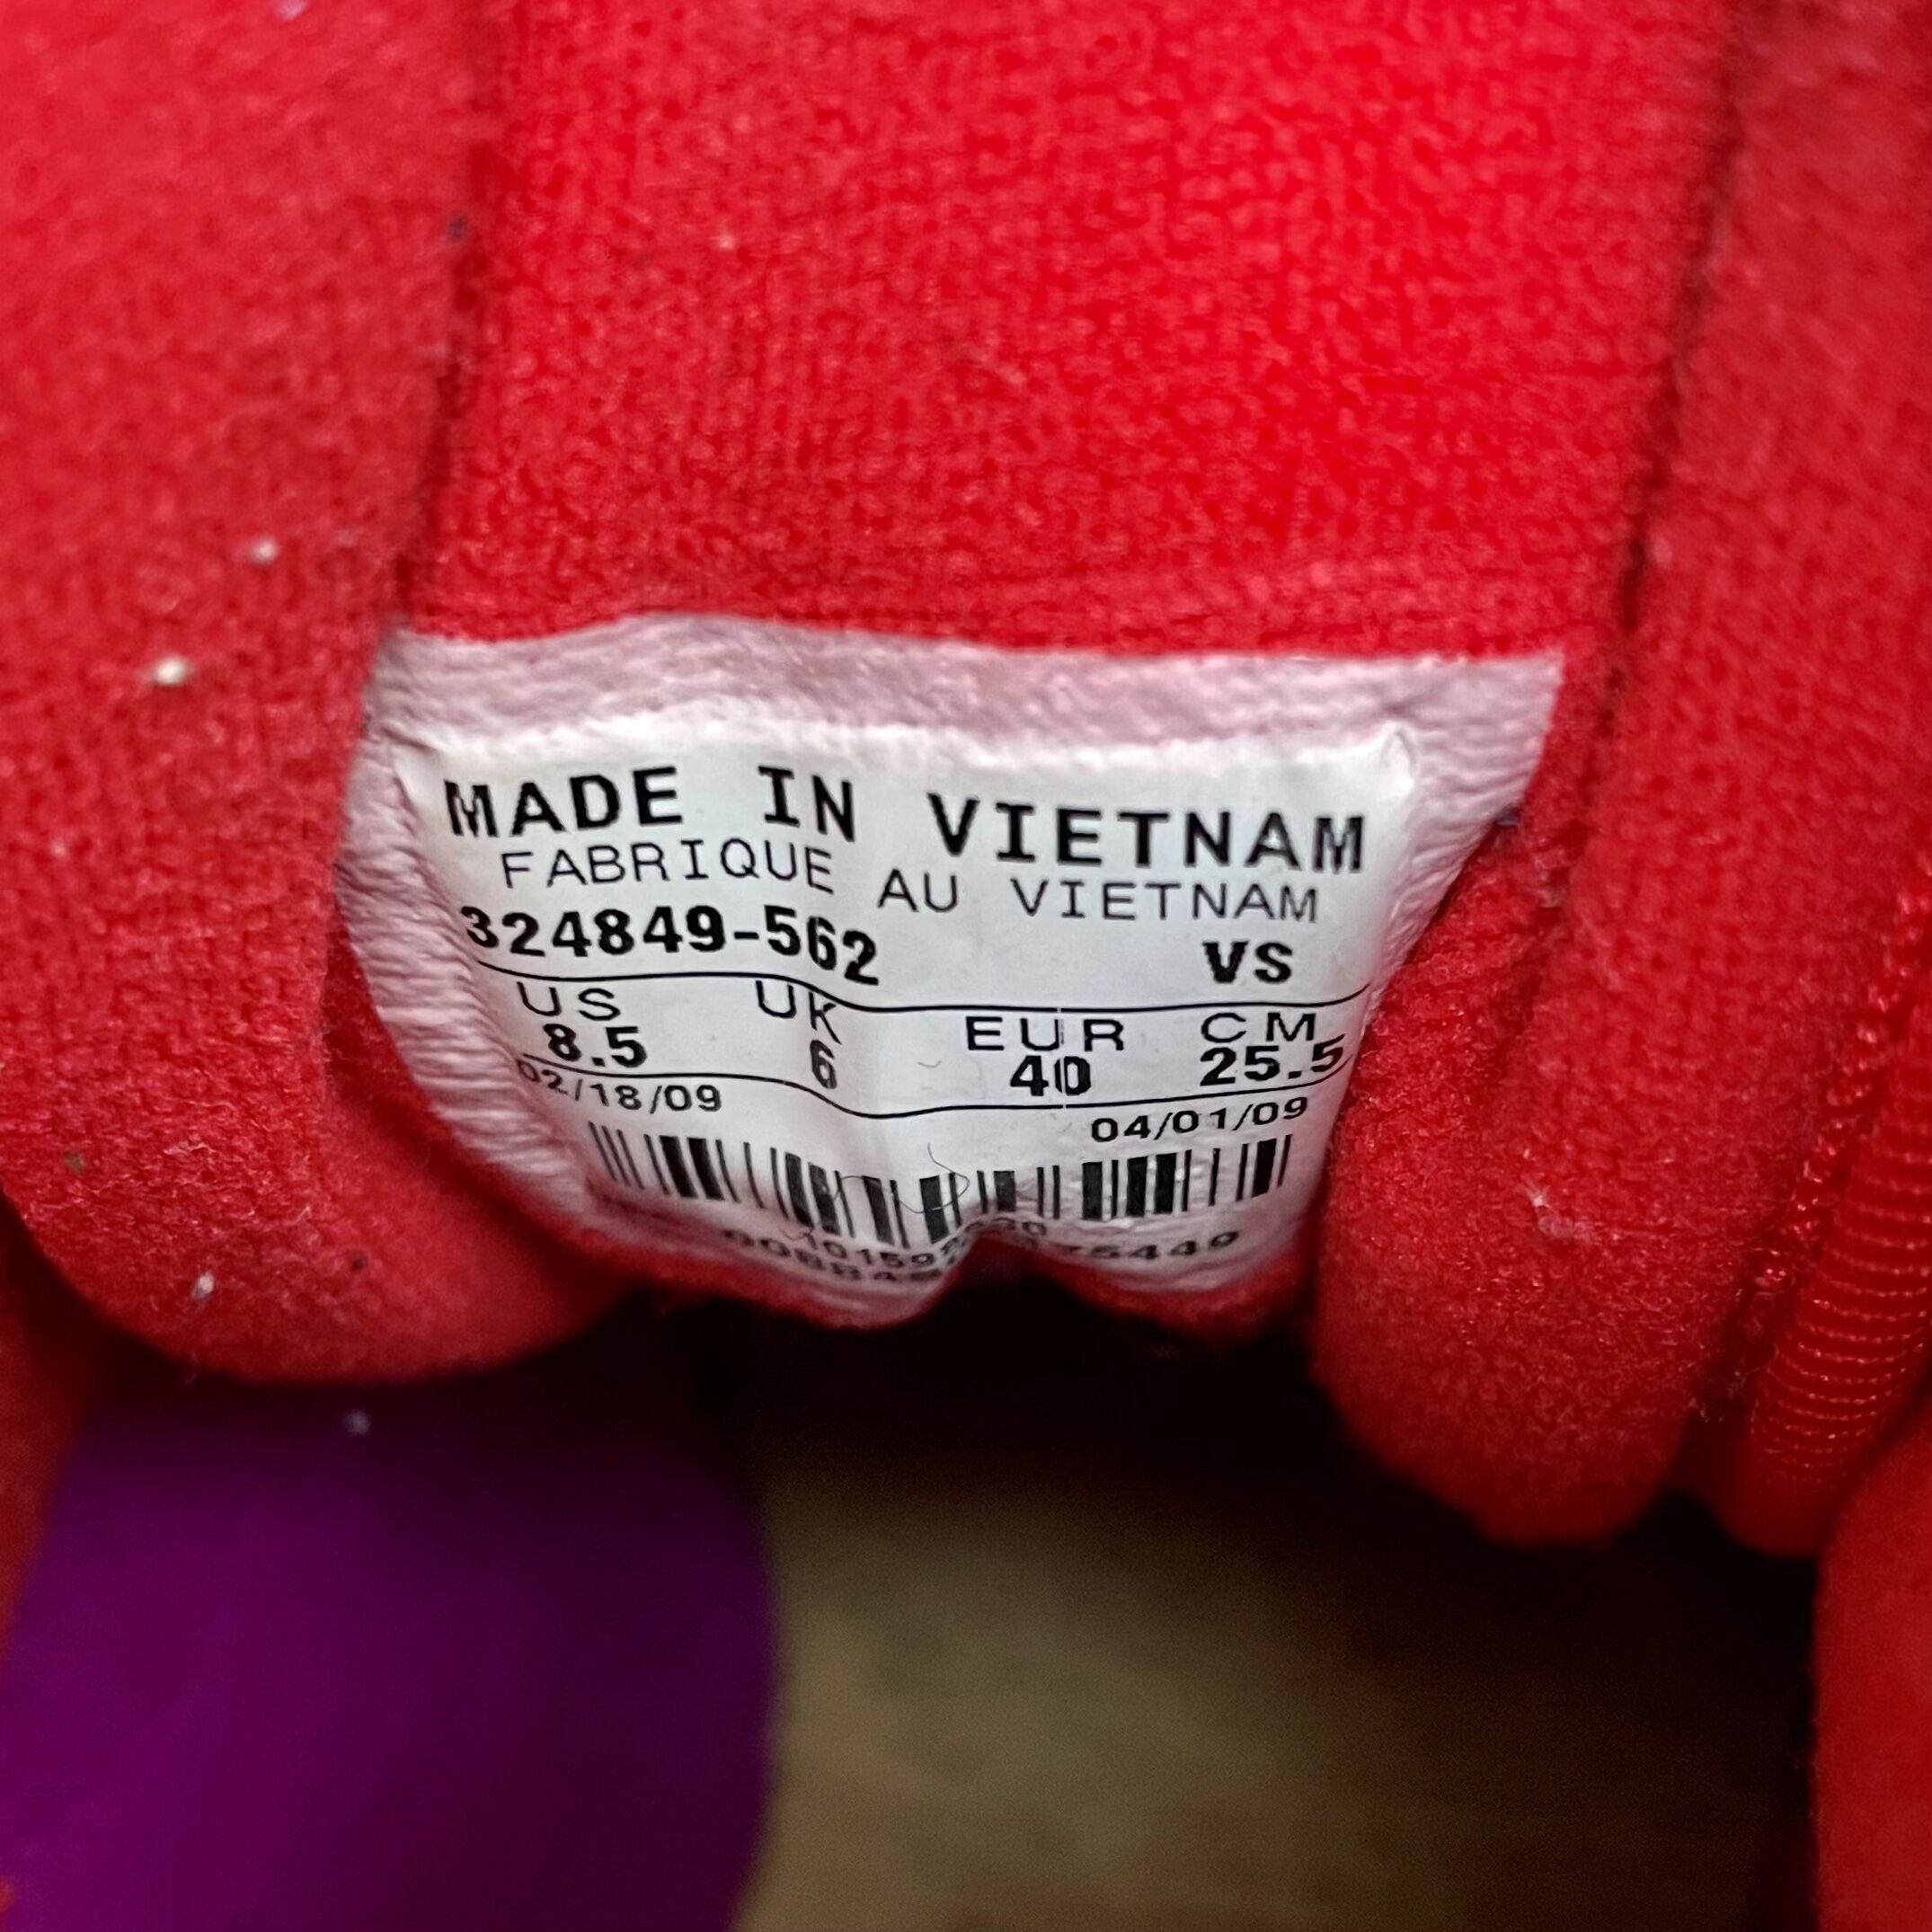 MADE IN VIETNAM
FABRIQUE AU VIETNAM
324849-562 VS
US UK EUR CM
8.5 6 40 25.5
02/18/09 04/01/09